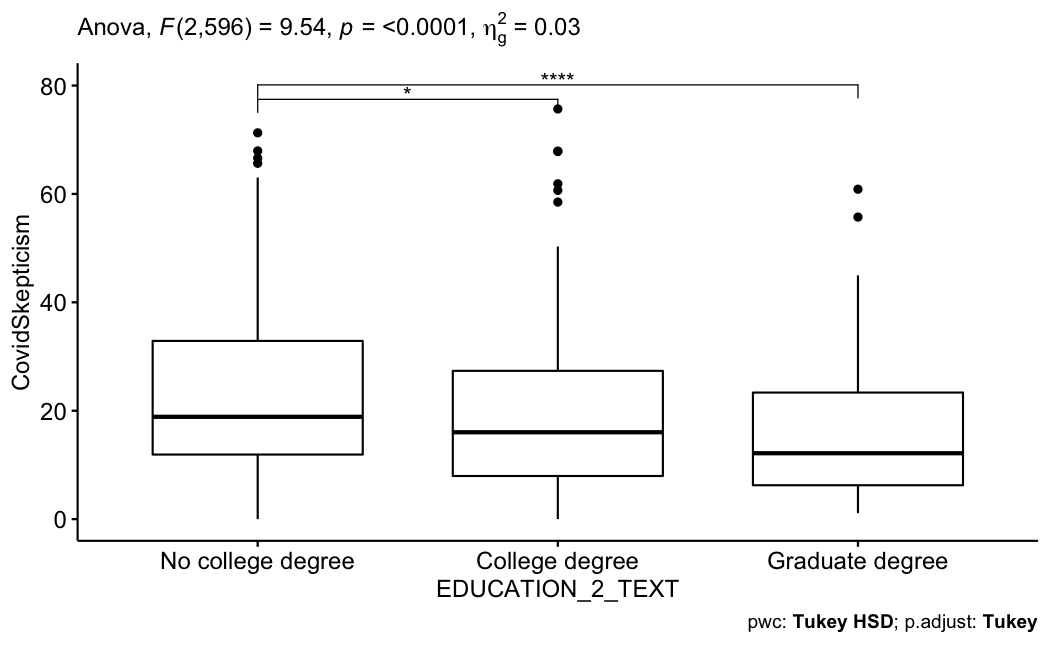 Anova, F(2,596) = 9.54, p = <0.0001, η²g = 0.03
80
****
*
60
40
20
0
CovidSkepticism
No college degree College degree Graduate degree
EDUCATION_2_TEXT
pwc: Tukey HSD; p.adjust: Tukey